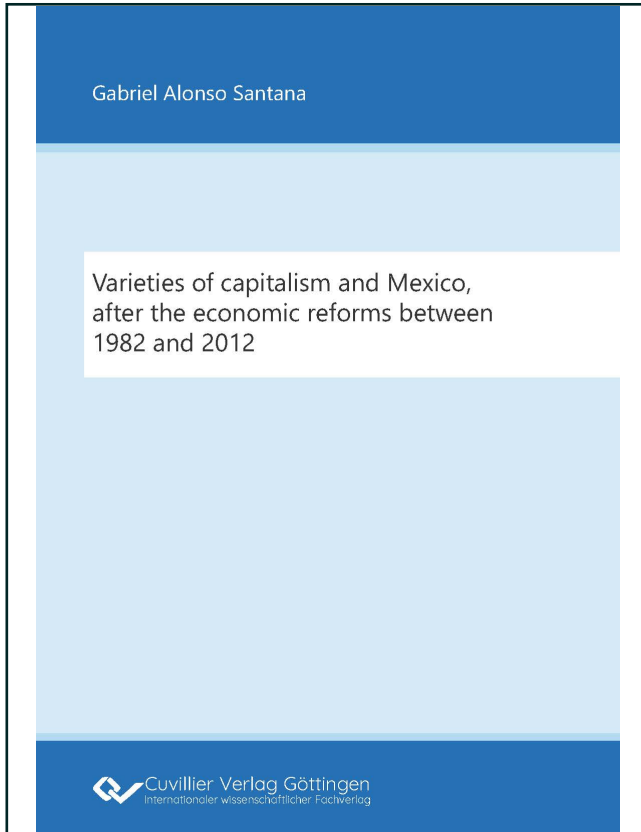 Gabriel Alonso Santana
Varieties of capitalism and Mexico,
after the economic reforms between
1982 and 2012
Cuvillier Verlag Göttingen
Internationaler wissenschaftlicher Fachverlag